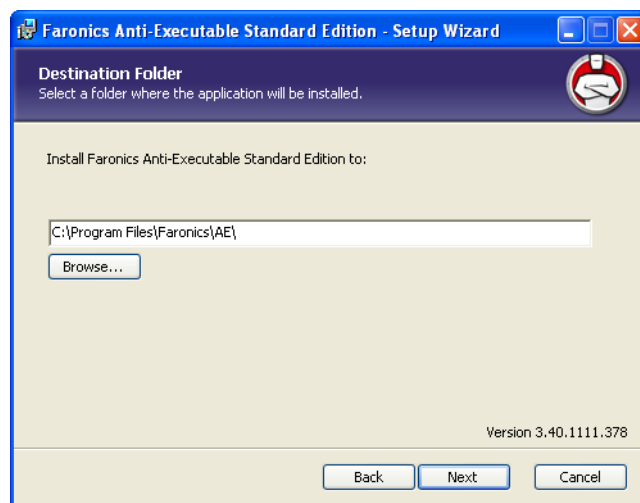 Faronics Anti-Executable Standard Edition - Setup Wizard
Destination Folder
Select a folder where the application will be installed.
Install Faronics Anti-Executable Standard Edition to:
C:\Program Files\Faronics\AE\
Browse...
Version 3.40.1111.378
Back Next Cancel